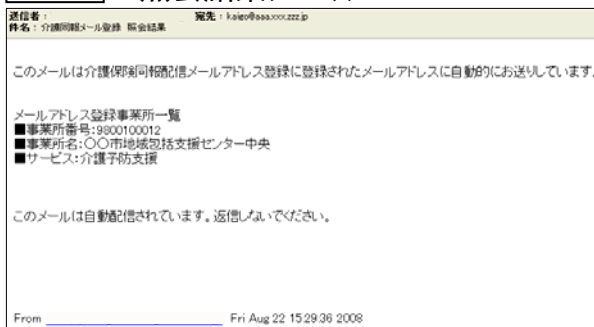 送信者： 宛先：kaigo@aaa.xxx.zzz.jp
件名：介護同報メール登録 照会結果
このメールは介護保険同報配信メールアドレス登録に登録されたメールアドレスに自動的にお送りしています。
メールアドレス登録事業所一覧
■事業所番号:9800100012
■事業所名:〇〇市地域包括支援センター中央
■サービス:介護予防支援
このメールは自動配信されています。返信しないでください。
From Fri Aug 22 15:29:36 2008